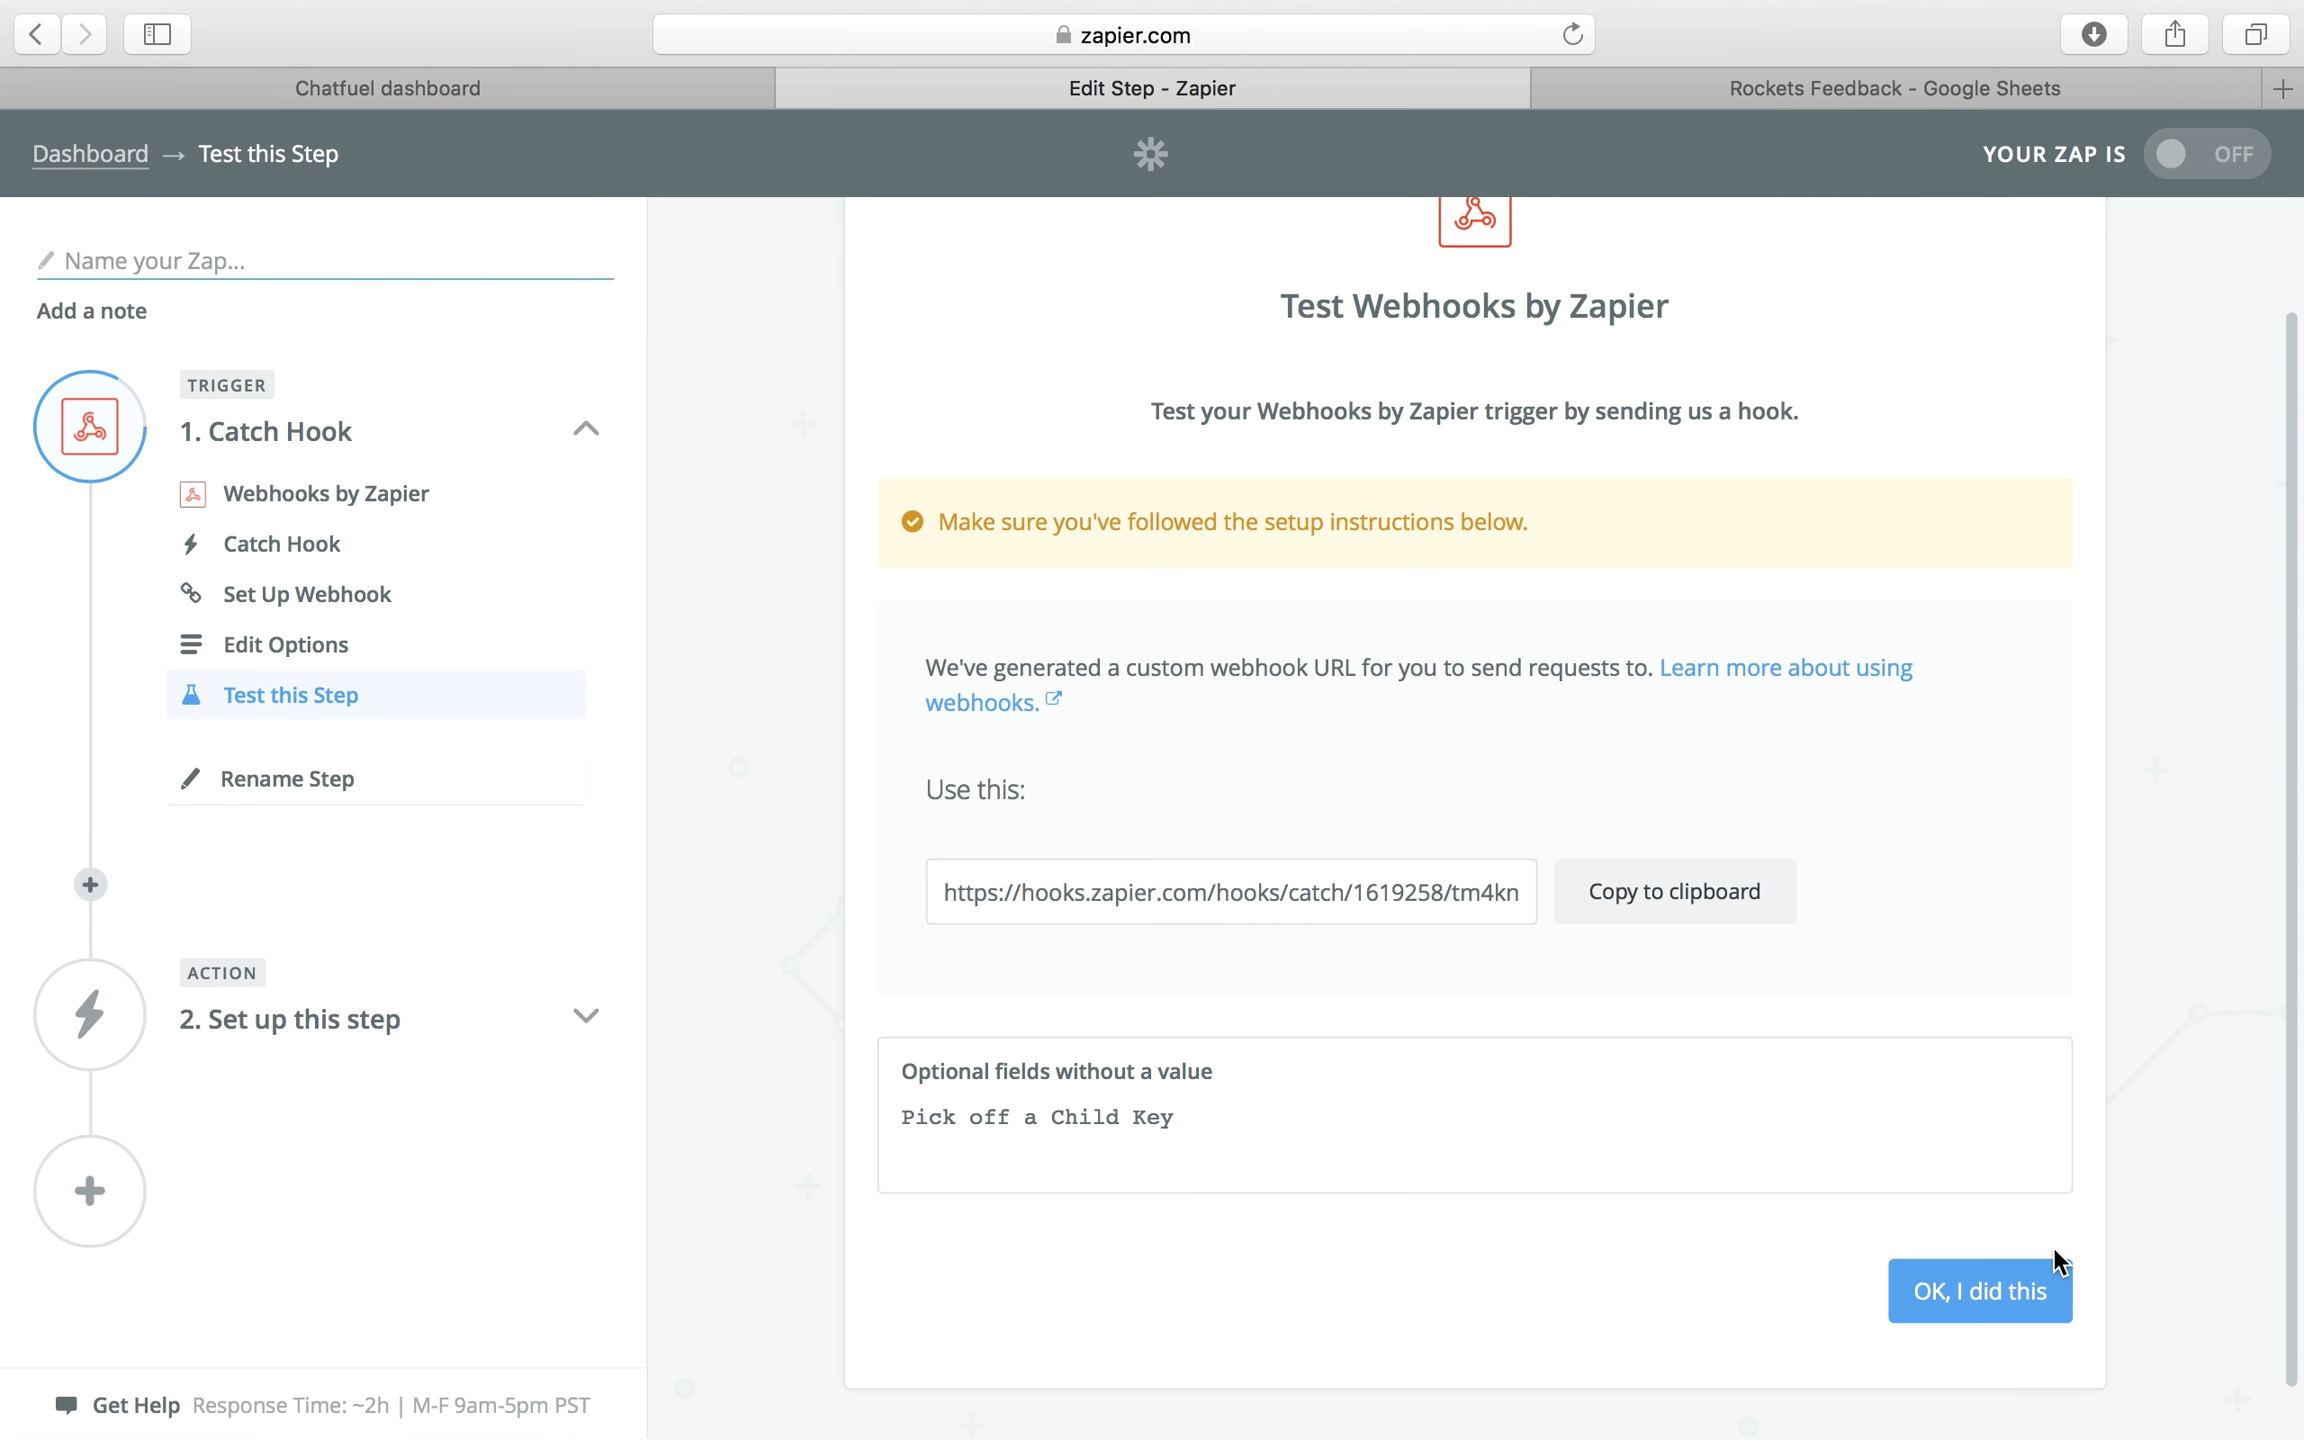 zapier.com
Chatfuel dashboard
Edit Step - Zapier
Rockets Feedback - Google Sheets
Dashboard → Test this Step
YOUR ZAP IS OFF
Name your Zap...
Add a note
TRIGGER
1. Catch Hook
Webhooks by Zapier
Catch Hook
Set Up Webhook
Edit Options
Test this Step
Rename Step
ACTION
2. Set up this step
Get Help Response Time: ~2h | M-F 9am-5pm PST
Test Webhooks by Zapier
Test your Webhooks by Zapier trigger by sending us a hook.
Make sure you've followed the setup instructions below.
We've generated a custom webhook URL for you to send requests to. Learn more about using
webhooks.
Use this:
https://hooks.zapier.com/hooks/catch/1619258/tm4kn
Copy to clipboard
Optional fields without a value
Pick off a Child Key
OK, I did this